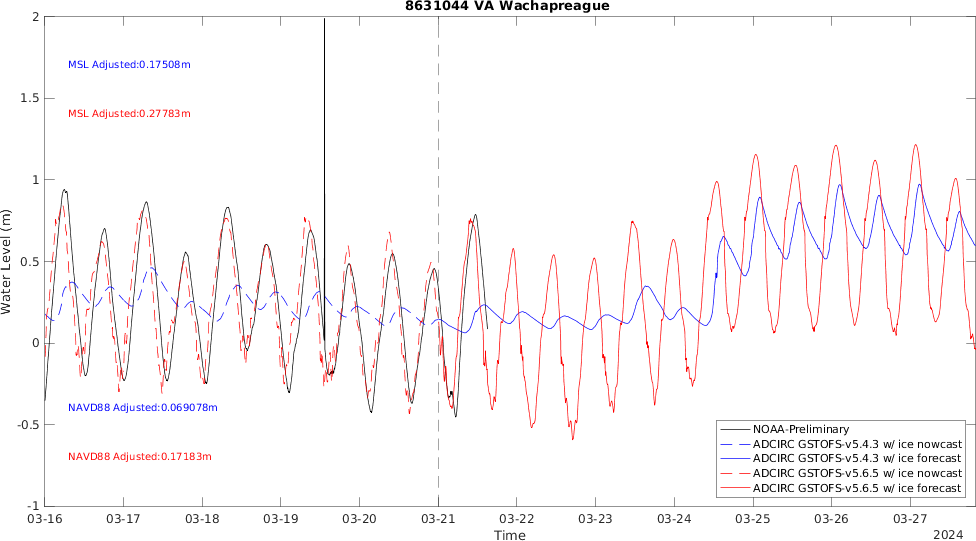 8631044 VA Wachapreague
2
MSL Adjusted:0.17508m
1.5
MSL Adjusted:0.27783m
1
0.5
Water Level (m)
0
NAVD88 Adjusted:0.069078m
-0.5
NAVD88 Adjusted:0.17183m
-1
NOAA-Preliminary
ADCIRC GSTOFS-v5.4.3 w/ ice nowcast
ADCIRC GSTOFS-v5.4.3 w/ ice forecast
ADCIRC GSTOFS-v5.6.5 w/ ice nowcast
ADCIRC GSTOFS-v5.6.5 w/ ice forecast
03-16 03-17 03-18 03-19 03-20 03-21 03-22 03-23 03-24 03-25 03-26 03-27
Time
2024